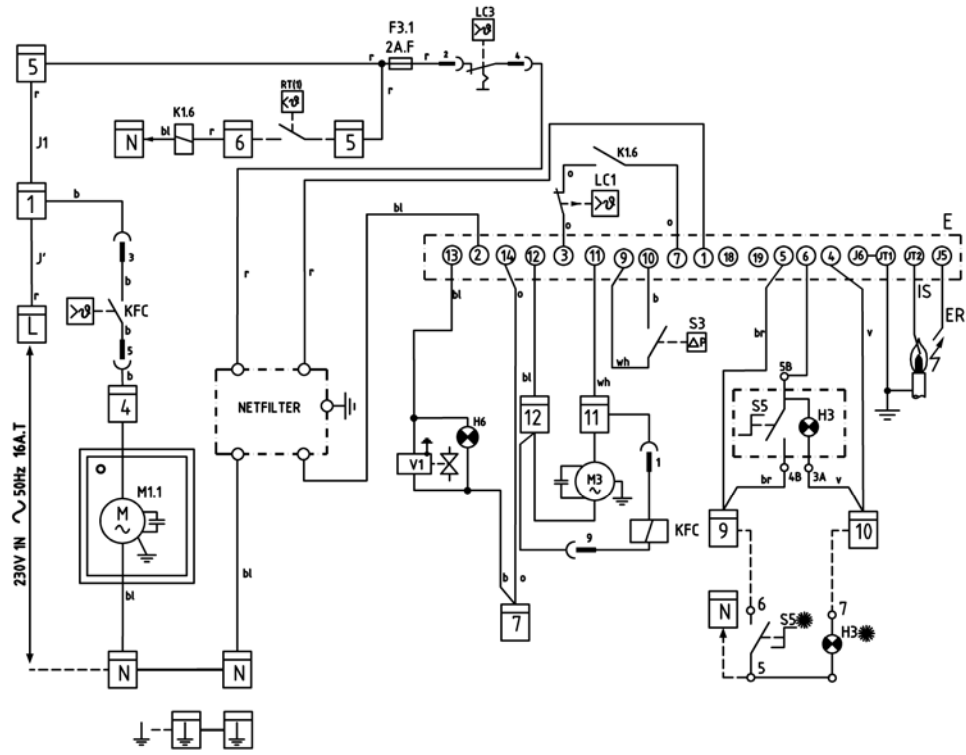 LC3
F3.1
2A.F
5
r
r
2
4
RT(1)
r
r
K1.6
N
bl
r
6
5
J1
1
b
K1.6
o
LC1
bl
o
o
E
3
13
2
14
12
3
11
9
10
7
1
18
19
5
6
4
J6
JT1
JT2
J5
J'
b
r
r
r
bl
o
b
IS
KFC
ER
L
b
S3
ΔP
br
v
5
wh
b
5B
4
bl
wh
NETFILTER
S5
H3
12
11
H6
V1
1
M1.1
M
M3
br
4B
3A
v
9
10
KFC
9
230V 1N ~ 50Hz 16A.T
bl
bl
b
o
7
N
6
7
S5
H3
5
N
N